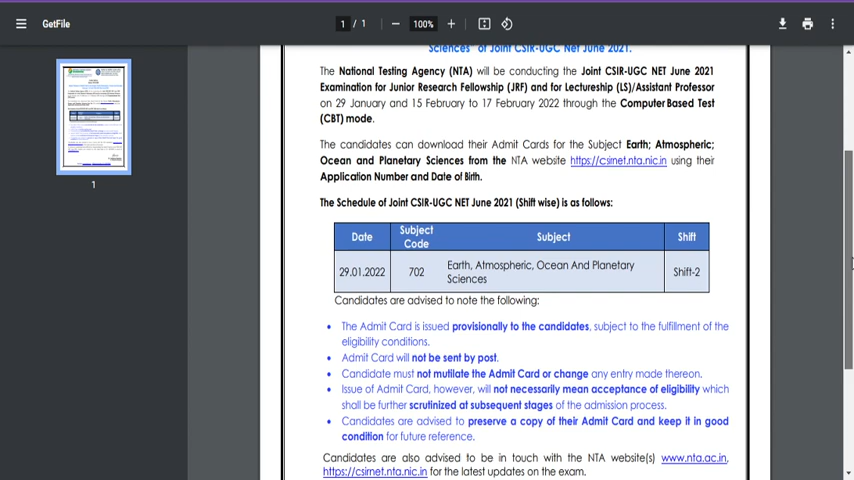 GetFile
1 / 1
100%
1
Sciences" of Joint CSIR-UGC Net June 2021.
The National Testing Agency (NTA) will be conducting the Joint CSIR-UGC NET June 2021
Examination for Junior Research Fellowship (JRF) and for Lectureship (LS)/Assistant Professor
on 29 January and 15 February to 17 February 2022 through the Computer Based Test
(CBT) mode.
The candidates can download their Admit Cards for the Subject Earth; Atmospheric;
Ocean and Planetary Sciences from the NTA website https://csirnet.nta.nic.in using their
Application Number and Date of Birth.
The Schedule of Joint CSIR-UGC NET June 2021 (Shift wise) is as follows:
Date Subject Code Subject Shift
29.01.2022 702 Earth, Atmospheric, Ocean And Planetary Sciences Shift-2
Candidates are advised to note the following:
• The Admit Card is issued provisionally to the candidates, subject to the fulfillment of the
eligibility conditions.
• Admit Card will not be sent by post.
• Candidate must not mutilate the Admit Card or change any entry made thereon.
• Issue of Admit Card, however, will not necessarily mean acceptance of eligibility which
shall be further scrutinized at subsequent stages of the admission process.
• Candidates are advised to preserve a copy of their Admit Card and keep it in good
condition for future reference.
Candidates are also advised to be in touch with the NTA website(s) www.nta.ac.in,
https://csirnet.nta.nic.in for the latest updates on the exam.